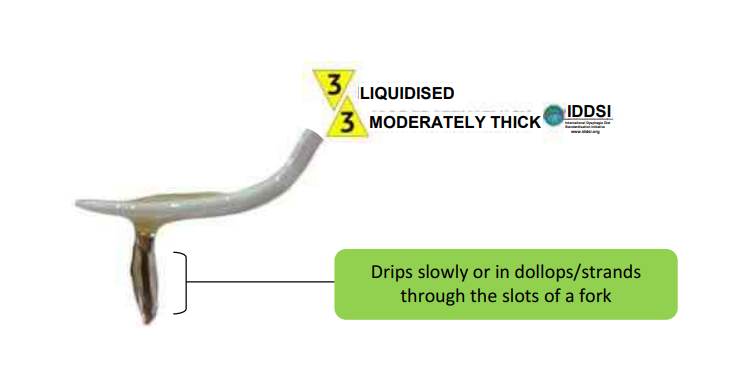 3
LIQUIDISED
3
MODERATELY THICK
IDDSI
International Dysphagia Diet
Standardisation Initiative
www.iddsi.org
Drips slowly or in dollops/strands
through the slots of a fork